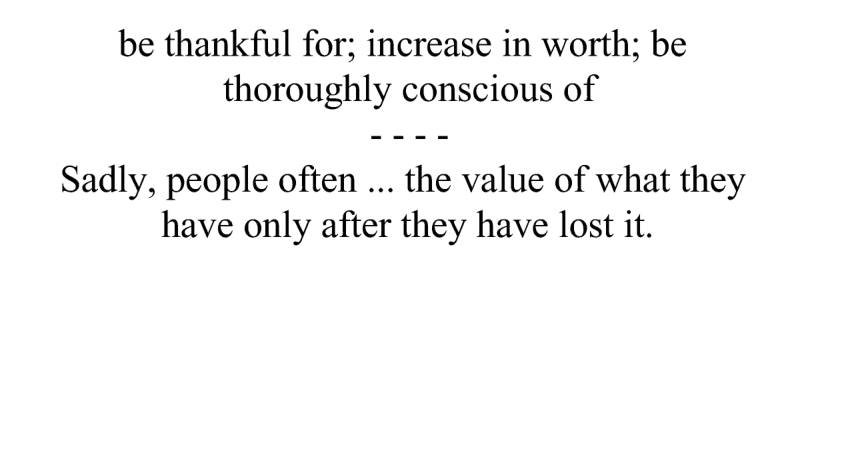 be thankful for; increase in worth; be
thoroughly conscious of
- - - -
Sadly, people often ... the value of what they
have only after they have lost it.